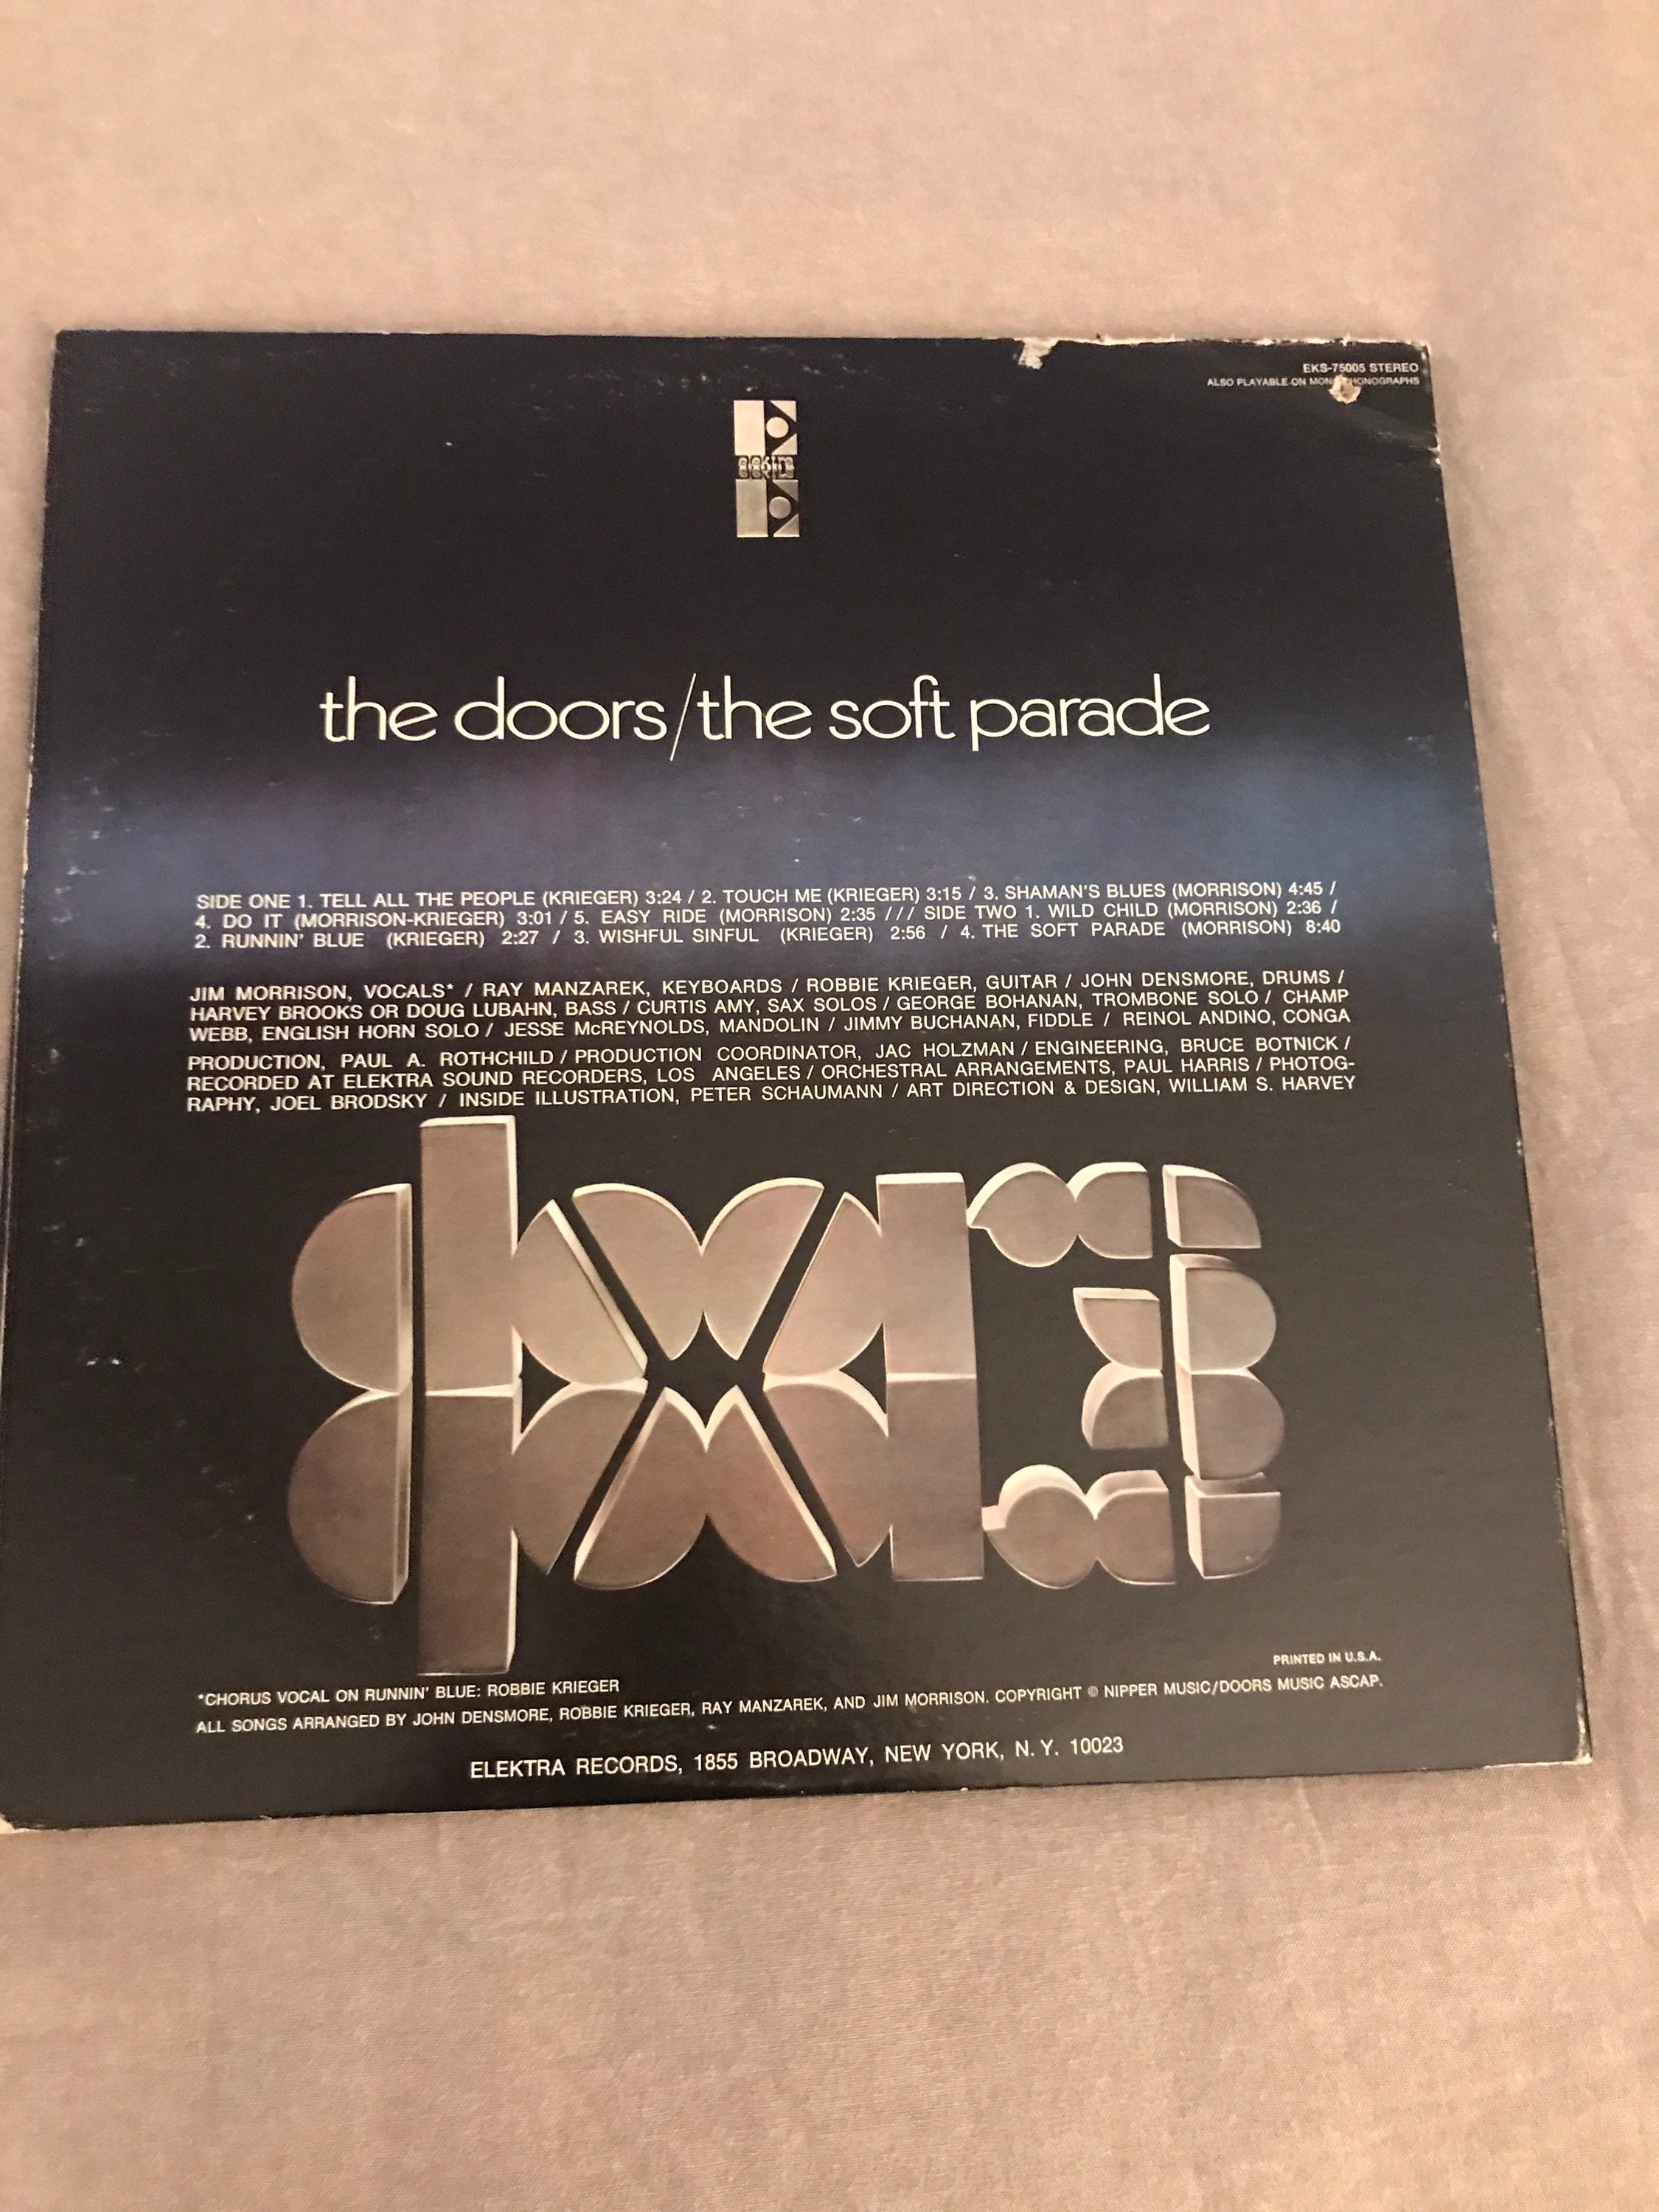 EKS-75005 STEREO
ALSO PLAYABLE ON MONO PHONOGRAPHS
elektra
the doors/the soft parade
SIDE ONE 1. TELL ALL THE PEOPLE (KRIEGER) 3:24 / 2. TOUCH ME (KRIEGER) 3:15 / 3. SHAMAN'S BLUES (MORRISON) 4:45 /
4. DO IT (MORRISON-KRIEGER) 3:01 / 5. EASY RIDE (MORRISON) 2:35 /// SIDE TWO 1. WILD CHILD (MORRISON) 2:36 /
2. RUNNIN' BLUE (KRIEGER) 2:27 / 3. WISHFUL SINFUL (KRIEGER) 2:56 / 4. THE SOFT PARADE (MORRISON) 8:40
JIM MORRISON, VOCALS* / RAY MANZAREK, KEYBOARDS / ROBBIE KRIEGER, GUITAR / JOHN DENSMORE, DRUMS /
HARVEY BROOKS OR DOUG LUBAHN, BASS / CURTIS AMY, SAX SOLOS / GEORGE BOHANAN, TROMBONE SOLO / CHAMP
WEBB, ENGLISH HORN SOLO / JESSE McREYNOLDS, MANDOLIN / JIMMY BUCHANAN, FIDDLE / REINOL ANDINO, CONGA
PRODUCTION, PAUL A. ROTHCHILD / PRODUCTION COORDINATOR, JAC HOLZMAN / ENGINEERING, BRUCE BOTNICK /
RECORDED AT ELEKTRA SOUND RECORDERS, LOS ANGELES / ORCHESTRAL ARRANGEMENTS, PAUL HARRIS / PHOTOG-
RAPHY, JOEL BRODSKY / INSIDE ILLUSTRATION, PETER SCHAUMANN / ART DIRECTION & DESIGN, WILLIAM S. HARVEY
PRINTED IN U.S.A.
*CHORUS VOCAL ON RUNNIN' BLUE: ROBBIE KRIEGER
ALL SONGS ARRANGED BY JOHN DENSMORE, ROBBIE KRIEGER, RAY MANZAREK, AND JIM MORRISON. COPYRIGHT © NIPPER MUSIC/DOORS MUSIC ASCAP.
ELEKTRA RECORDS, 1855 BROADWAY, NEW YORK, N. Y. 10023